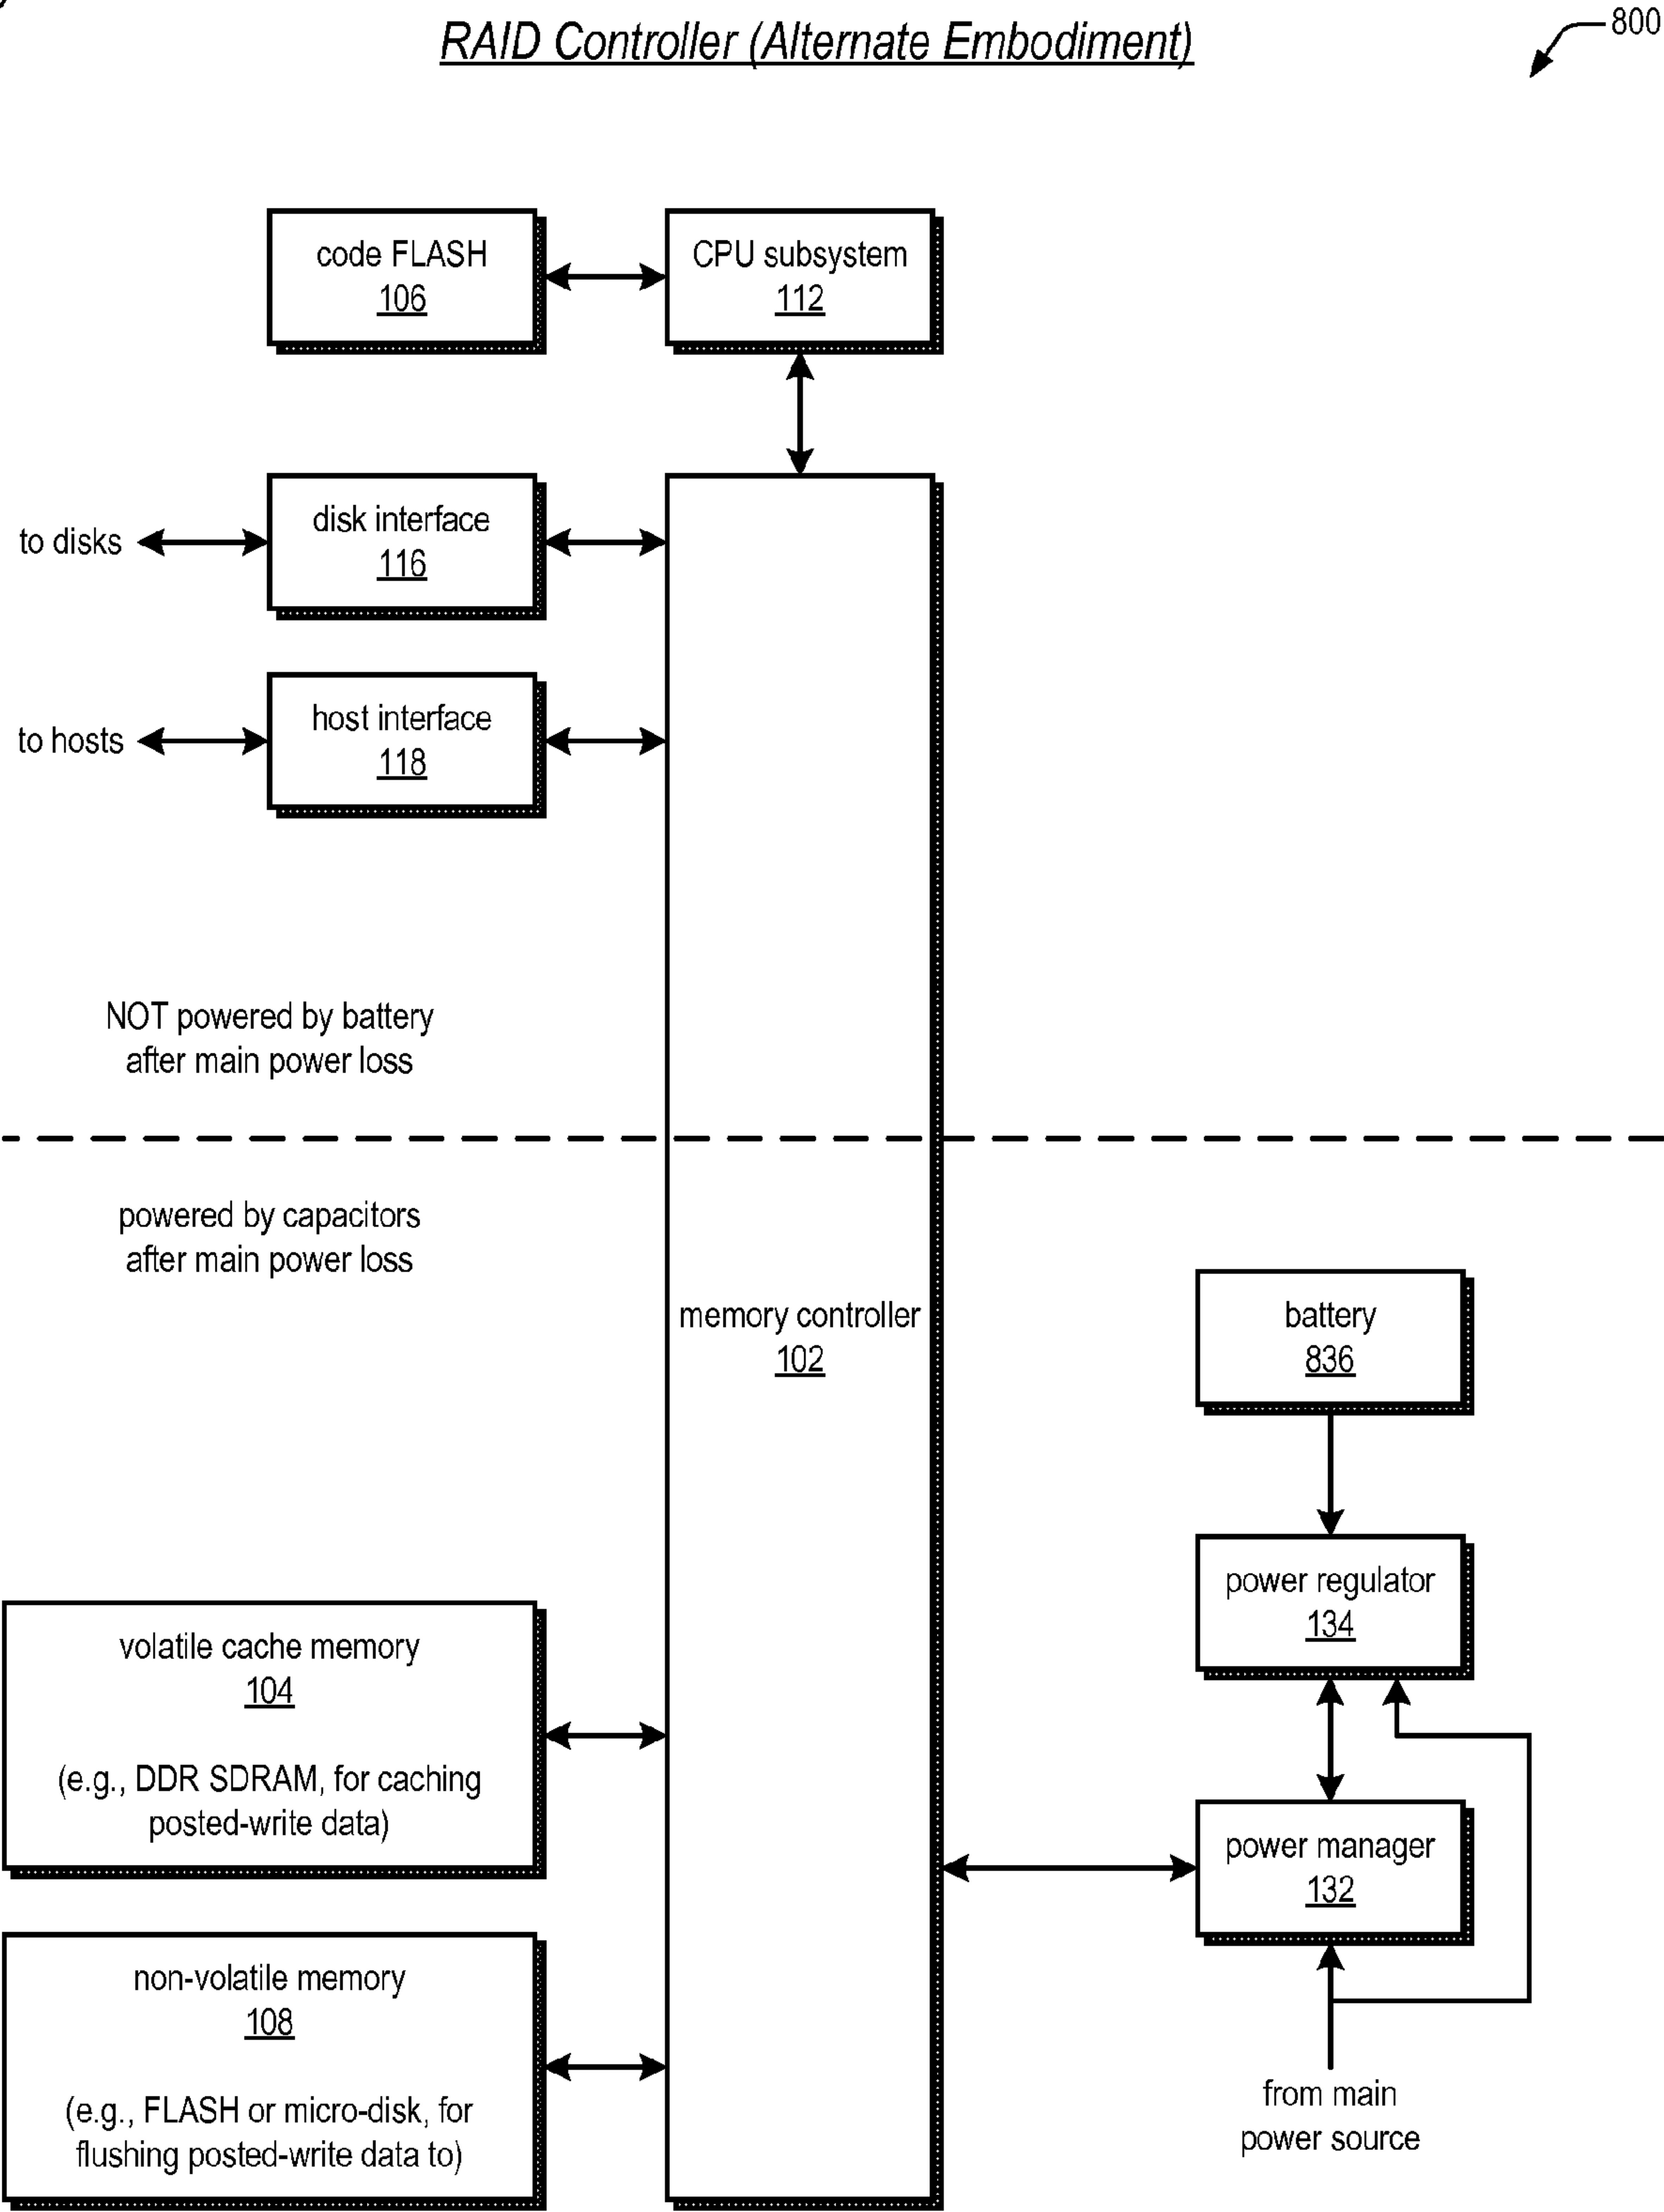 RAID Controller (Alternate Embodiment)
800
code FLASH
106
CPU subsystem
112
to disks
disk interface
116
to hosts
host interface
118
NOT powered by battery
after main power loss
powered by capacitors
after main power loss
memory controller
102
battery
836
power regulator
134
volatile cache memory
104
(e.g., DDR SDRAM, for caching
posted-write data)
power manager
132
non-volatile memory
108
(e.g., FLASH or micro-disk, for
flushing posted-write data to)
from main
power source